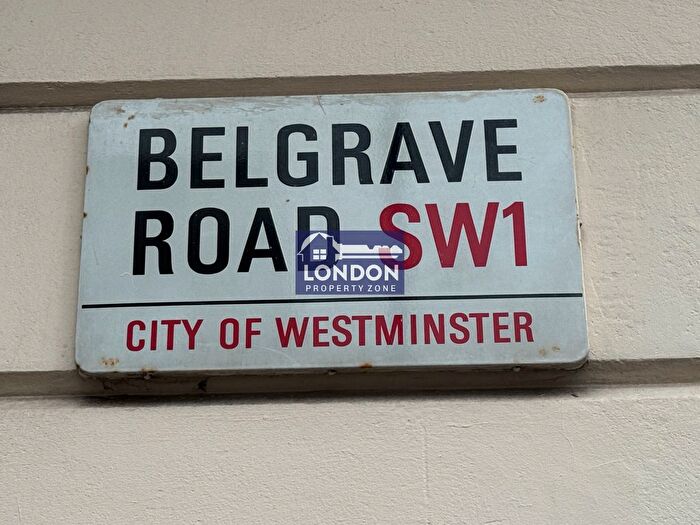 BELGRAVE
ROAD SW1
LONDON
PROPERTY ZONE
CITY OF WESTMINSTER